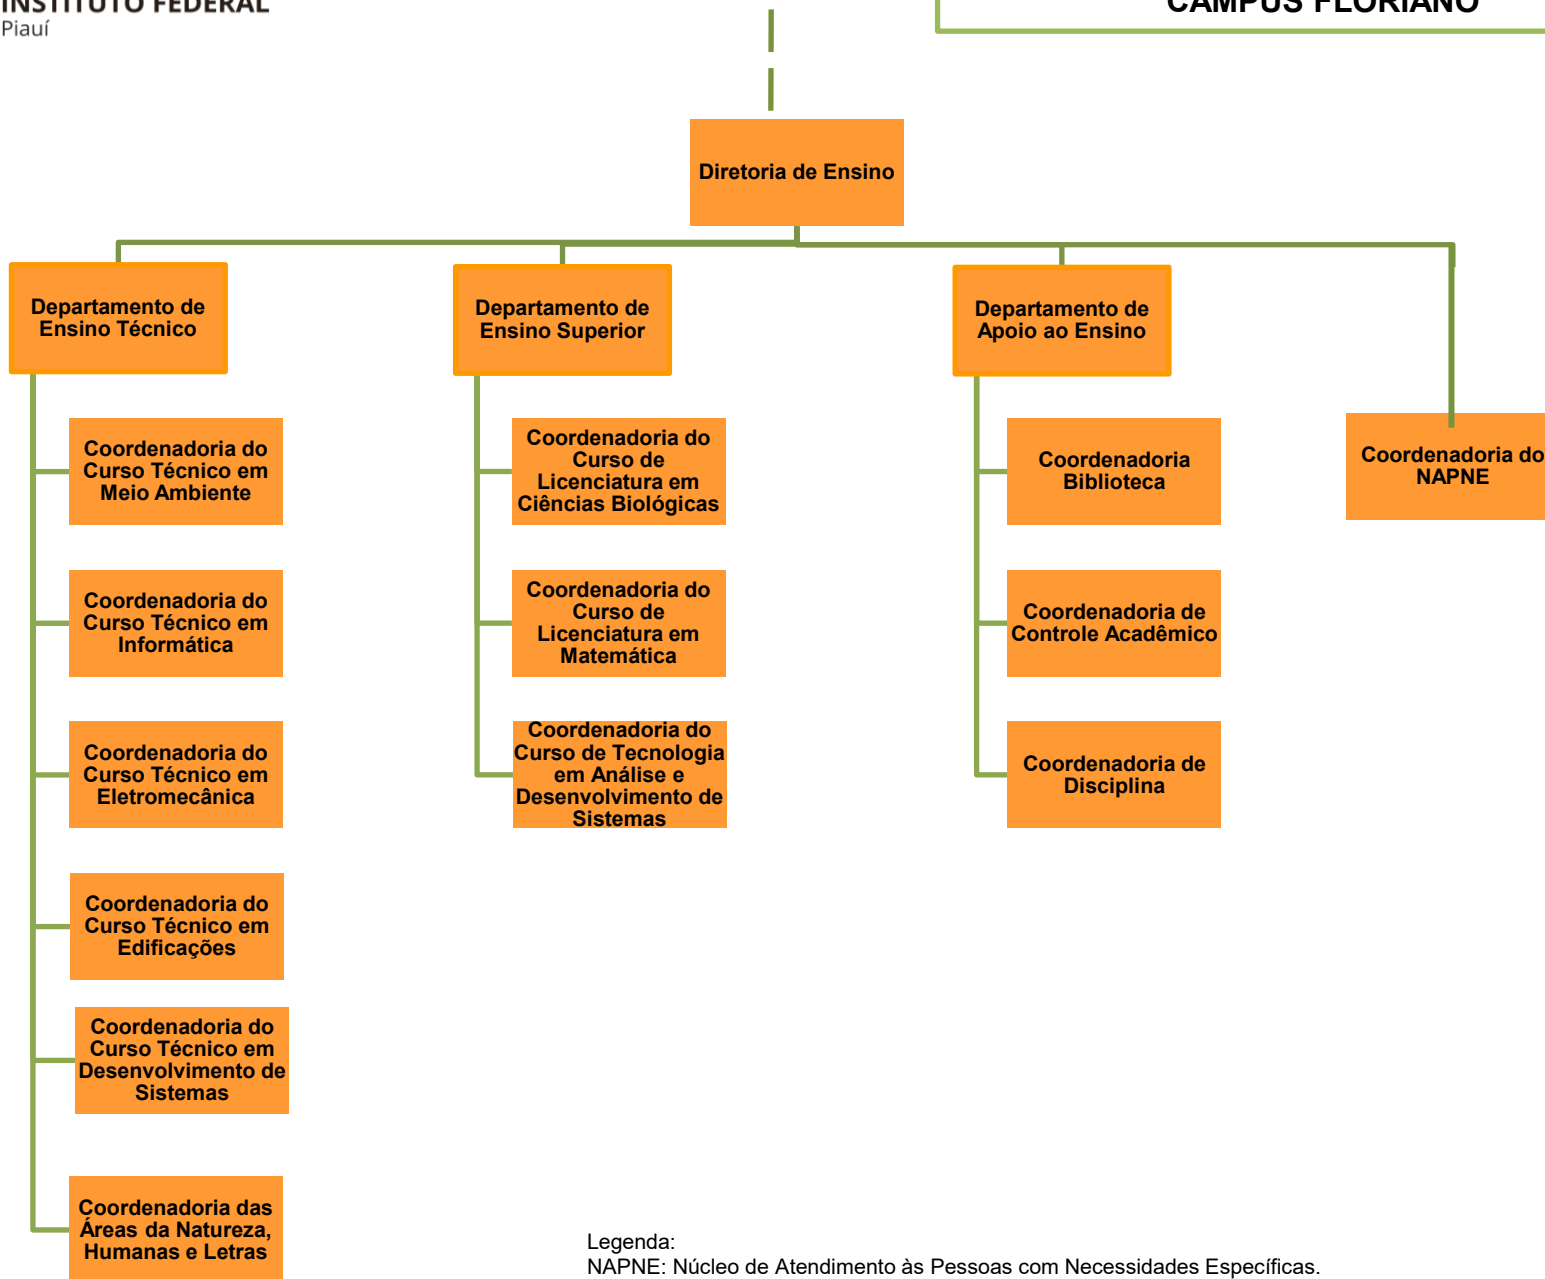 INSTITUTO FEDERAL
Piauí
CAMPUS FLORIANO
Diretoria de Ensino
Departamento de
Ensino Técnico
Departamento de
Ensino Superior
Departamento de
Apoio ao Ensino
Coordenadoria do
Curso Técnico em
Meio Ambiente
Coordenadoria do
Curso de
Licenciatura em
Ciências Biológicas
Coordenadoria
Biblioteca
Coordenadoria do
NAPNE
Coordenadoria do
Curso Técnico em
Informática
Coordenadoria do
Curso de
Licenciatura em
Matemática
Coordenadoria de
Controle Acadêmico
Coordenadoria do
Curso Técnico em
Eletromecânica
Coordenadoria do
Curso de Tecnologia
em Análise e
Desenvolvimento de
Sistemas
Coordenadoria de
Disciplina
Coordenadoria do
Curso Técnico em
Edificações
Coordenadoria do
Curso Técnico em
Desenvolvimento de
Sistemas
Coordenadoria das
Áreas da Natureza,
Humanas e Letras
Legenda:
NAPNE: Núcleo de Atendimento às Pessoas com Necessidades Específicas.